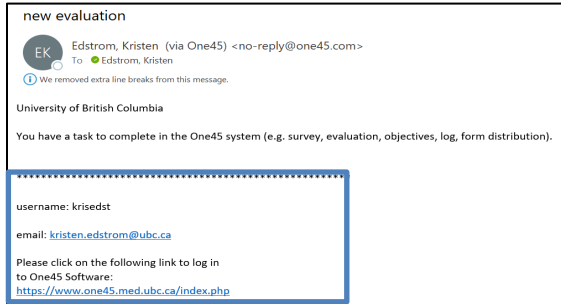 new evaluation
EK
Edstrom, Kristen (via One45) <no-reply@one45.com>
To Edstrom, Kristen
We removed extra line breaks from this message.
University of British Columbia
You have a task to complete in the One45 system (e.g. survey, evaluation, objectives, log, form distribution).
************************************************************
username: krisedst
email: kristen.edstrom@ubc.ca
Please click on the following link to log in
to One45 Software:
https://www.one45.med.ubc.ca/index.php